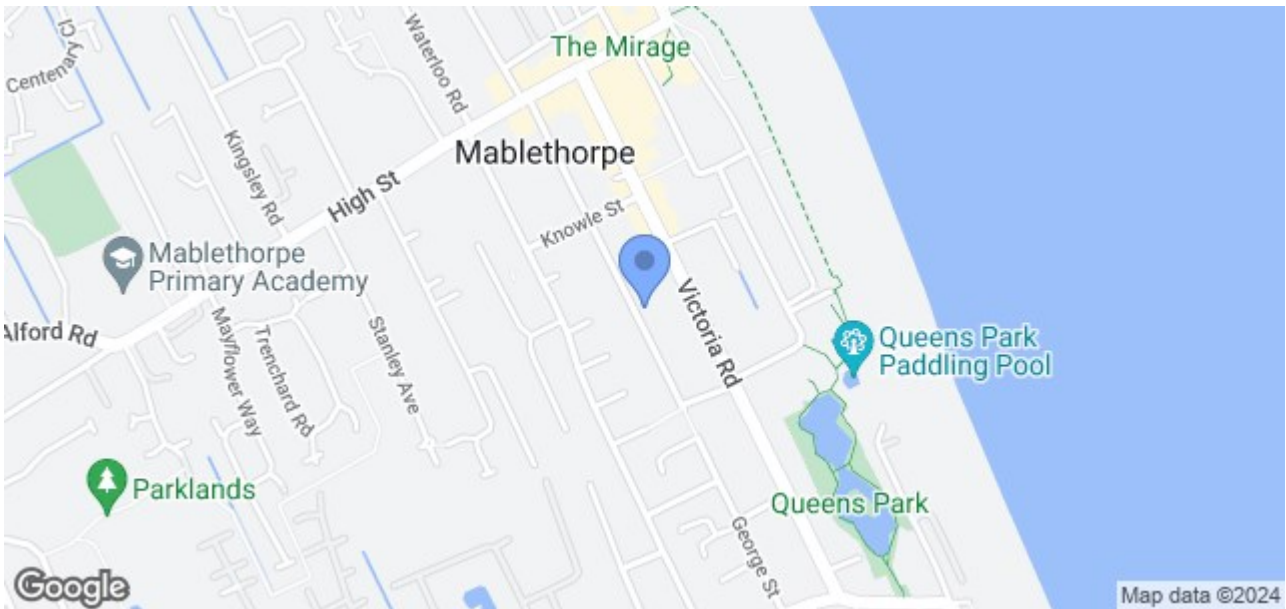 The Mirage
Centenary Cl
Waterloo Rd
Mablethorpe
Kingsley Rd
High St
Knowle St
Mablethorpe
Primary Academy
Victoria Rd
Alford Rd
Mayflower Way
Trenchard Rd
Stanley Ave
Queens Park
Paddling Pool
Parklands
Queens Park
George St
Google
Map data ©2024